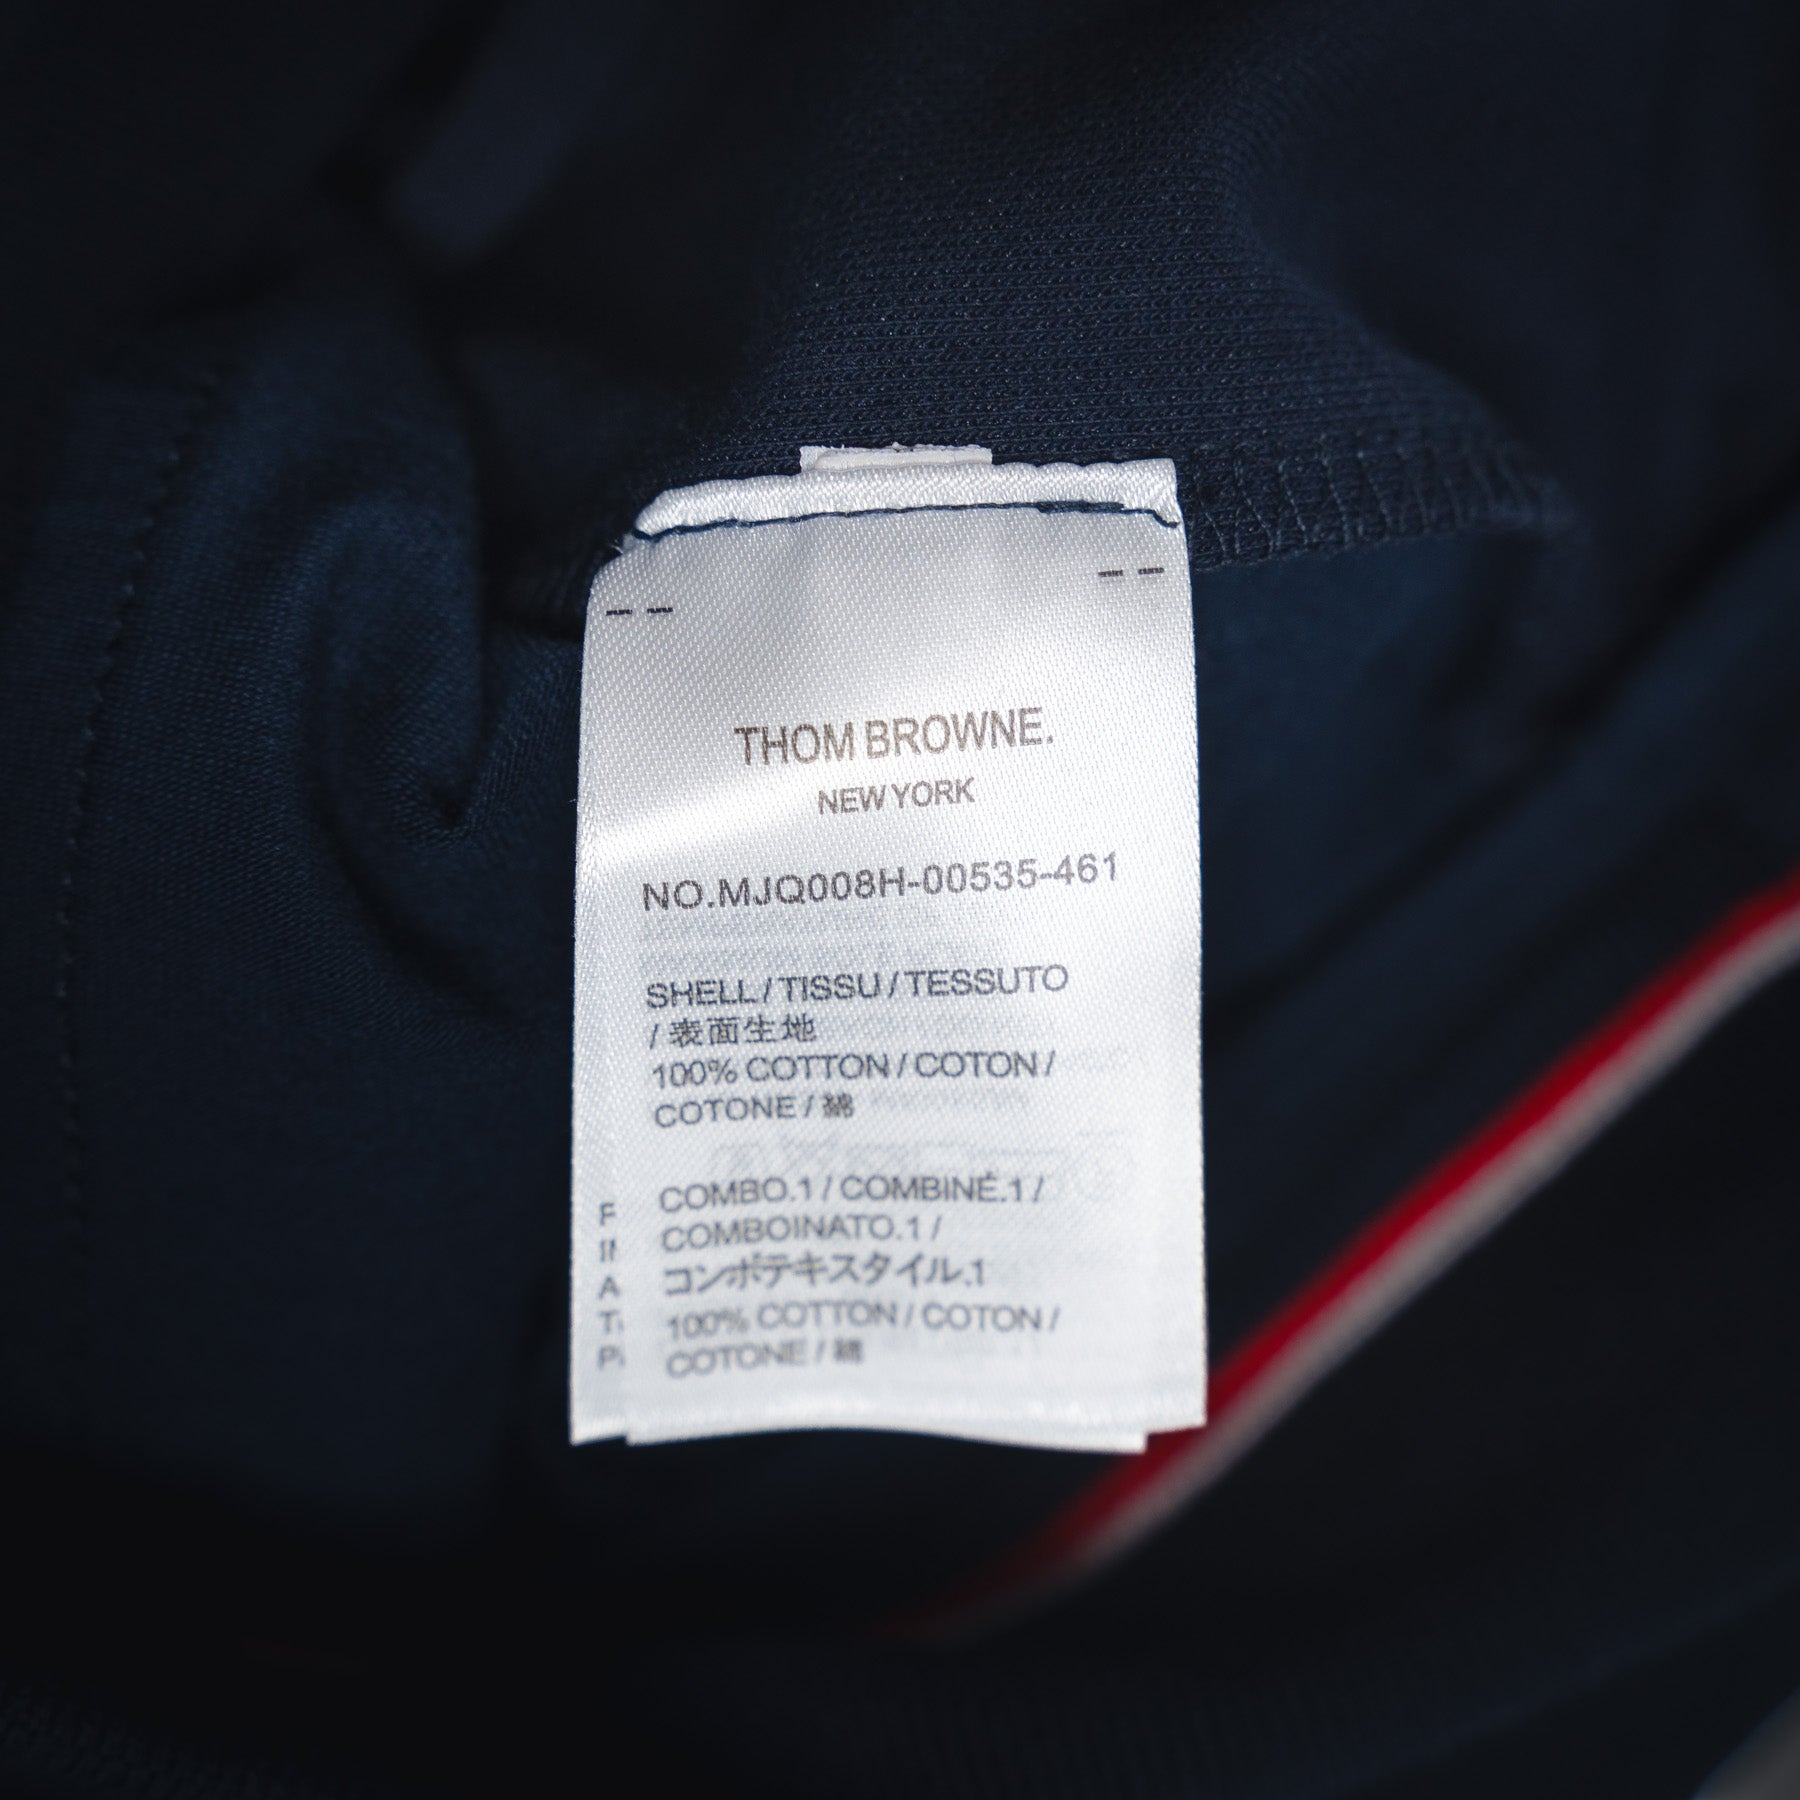 THOM BROWNE.
NEW YORK
NO.MJQ008H-00535-461
SHELL / TISSU / TESSUTO
/ 表面生地
100% COTTON / COTON /
COTONE / 綿
COMBO.1 / COMBINÉ.1 /
COMBOINATO.1 /
コンポテキスタイル.1
100% COTTON / COTON /
COTONE / 綿